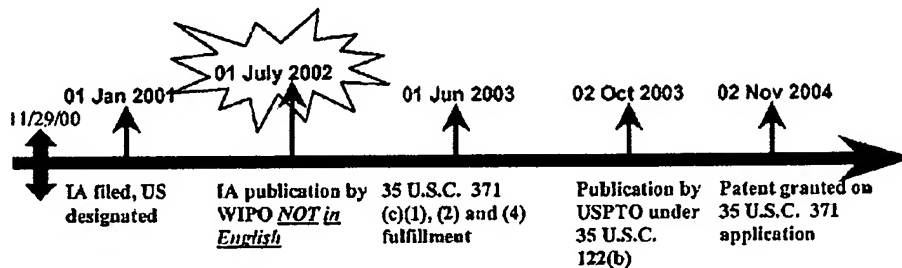 01 July 2002
01 Jan 2001
01 Jun 2003
02 Oct 2003
02 Nov 2004
11/29/00
IA filed, US
designated
IA publication by
WIPO NOT in
English
35 U.S.C. 371
(c)(1), (2) and (4)
fulfillment
Publication by
USPTO under
35 U.S.C.
122(b)
Patent granted on
35 U.S.C. 371
application